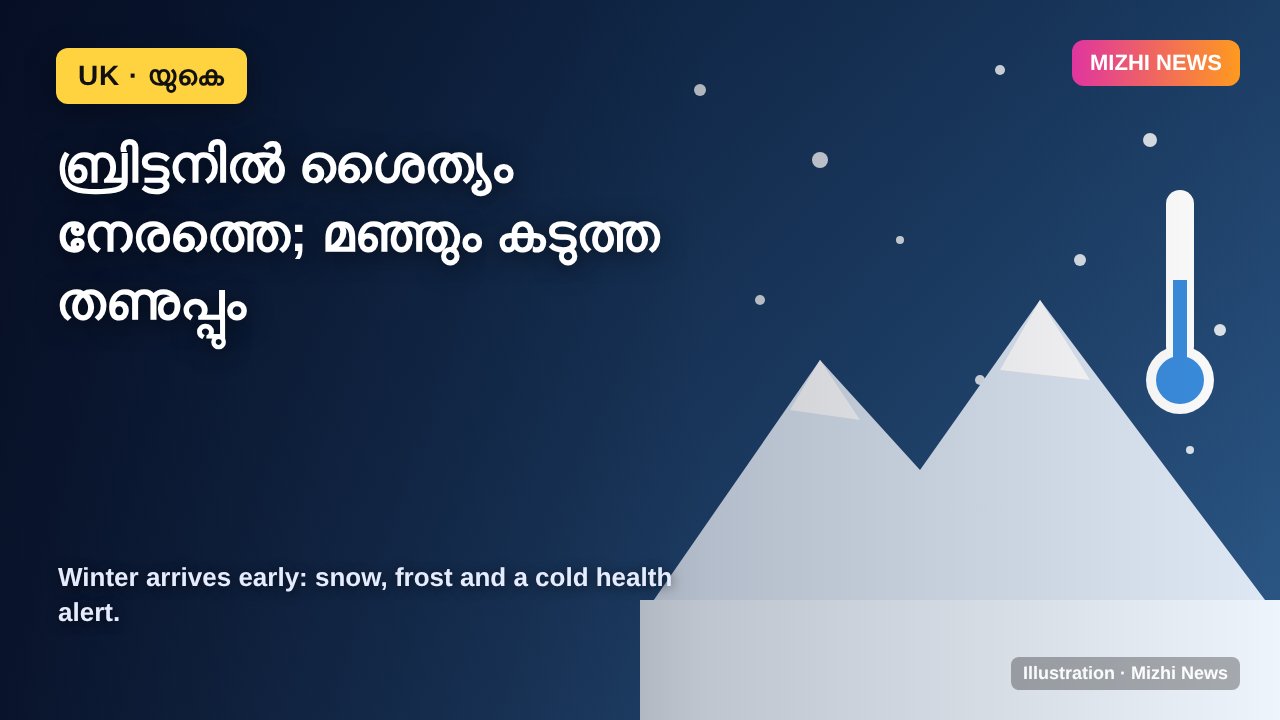 UK · യുകെ
MIZHI NEWS
ബ്രിട്ടനിൽ ശൈത്യം
നേരത്തെ; മഞ്ഞും കടുത്ത
തണുപ്പും
Winter arrives early: snow, frost and a cold health
alert.
Illustration · Mizhi News